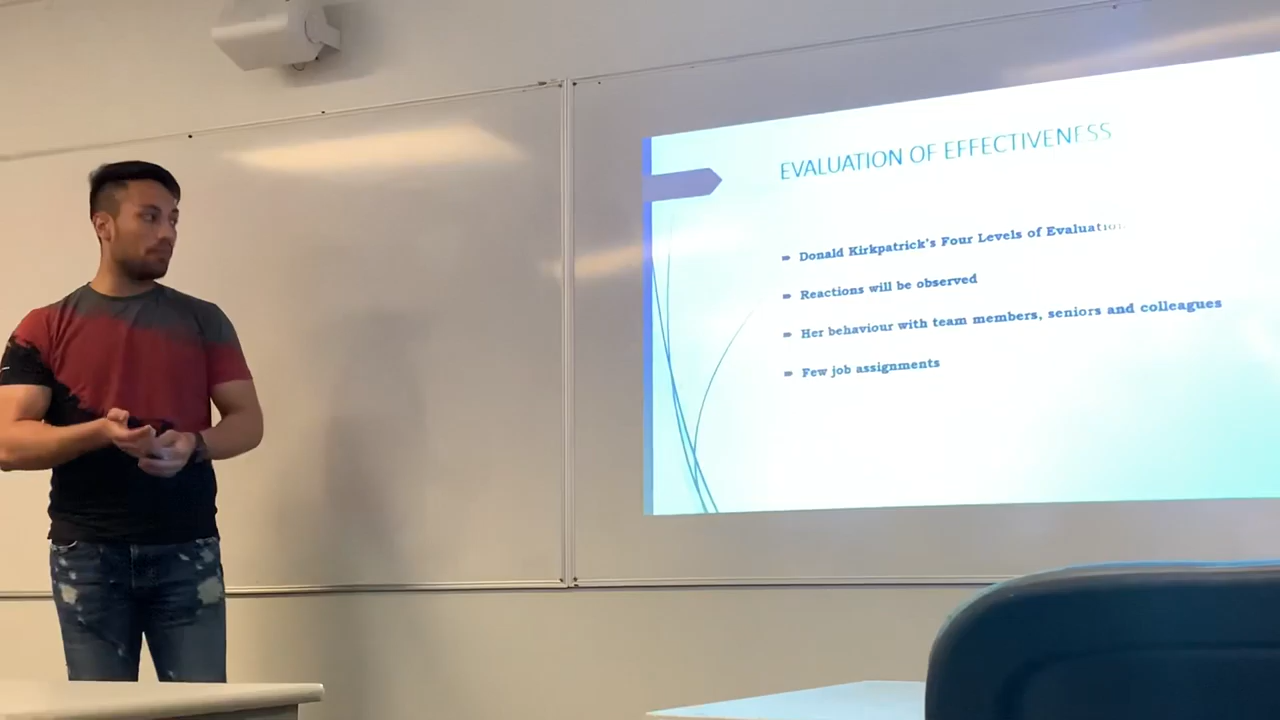 EVALUATION OF EFFECTIVENESS
Donald Kirkpatrick's Four Levels of Evaluation
Reactions will be observed
Her behaviour with team members, seniors and colleagues
Few job assignments